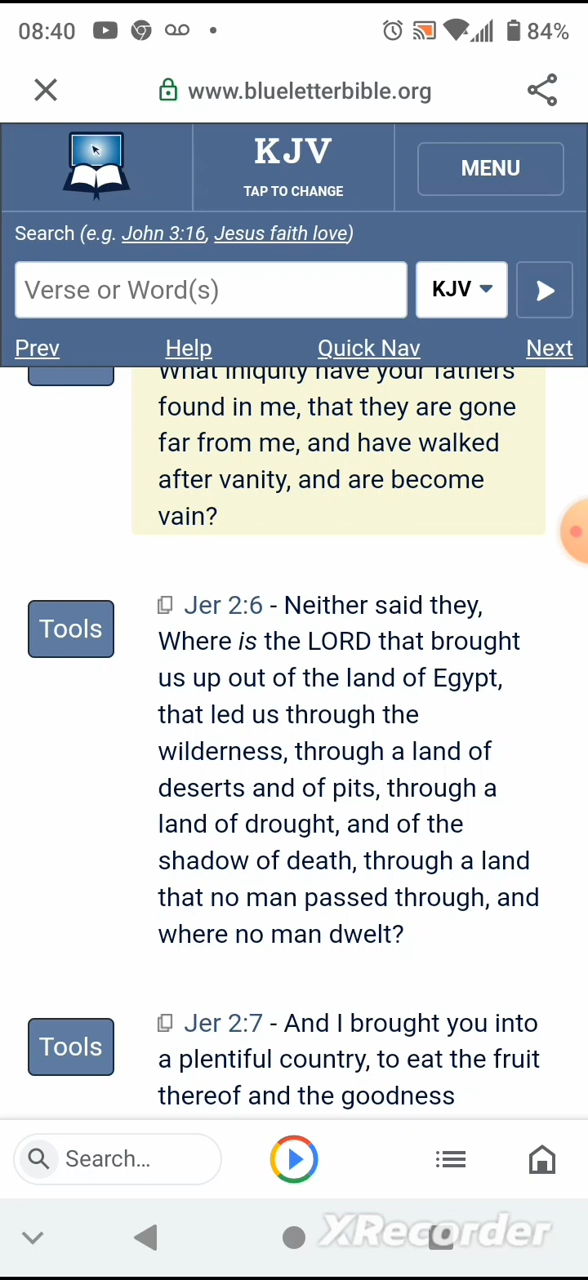 08:40
84%
www.blueletterbible.org
KJV
TAP TO CHANGE
MENU
Search (e.g. John 3:16, Jesus faith love)
Verse or Word(s)
KJV
Prev
Help
Quick Nav
Next
What iniquity have your fathers
found in me, that they are gone
far from me, and have walked
after vanity, and are become
vain?
Tools
Jer 2:6 - Neither said they,
Where is the LORD that brought
us up out of the land of Egypt,
that led us through the
wilderness, through a land of
deserts and of pits, through a
land of drought, and of the
shadow of death, through a land
that no man passed through, and
where no man dwelt?
Tools
Jer 2:7 - And I brought you into
a plentiful country, to eat the fruit
thereof and the goodness
Search...
XRecorder